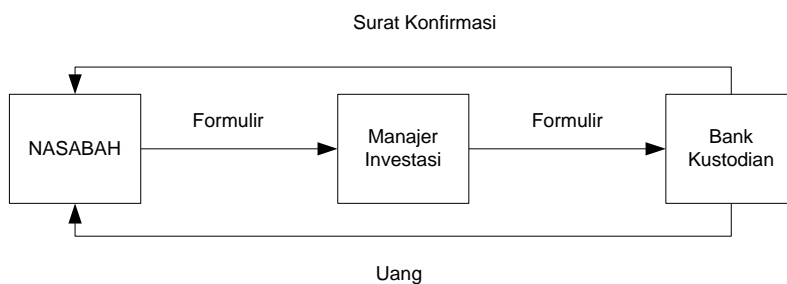 Surat Konfirmasi
Formulir
Formulir
NASABAH
Manajer
Investasi
Bank
Kustodian
Uang